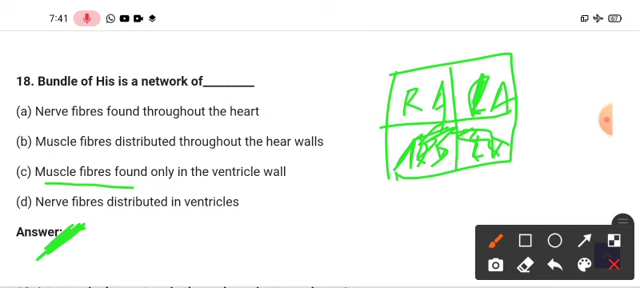 7:41
67
18. Bundle of His is a network of________
(a) Nerve fibres found throughout the heart
(b) Muscle fibres distributed throughout the hear walls
(c) Muscle fibres found only in the ventricle wall
(d) Nerve fibres distributed in ventricles
Answer:
RA LA